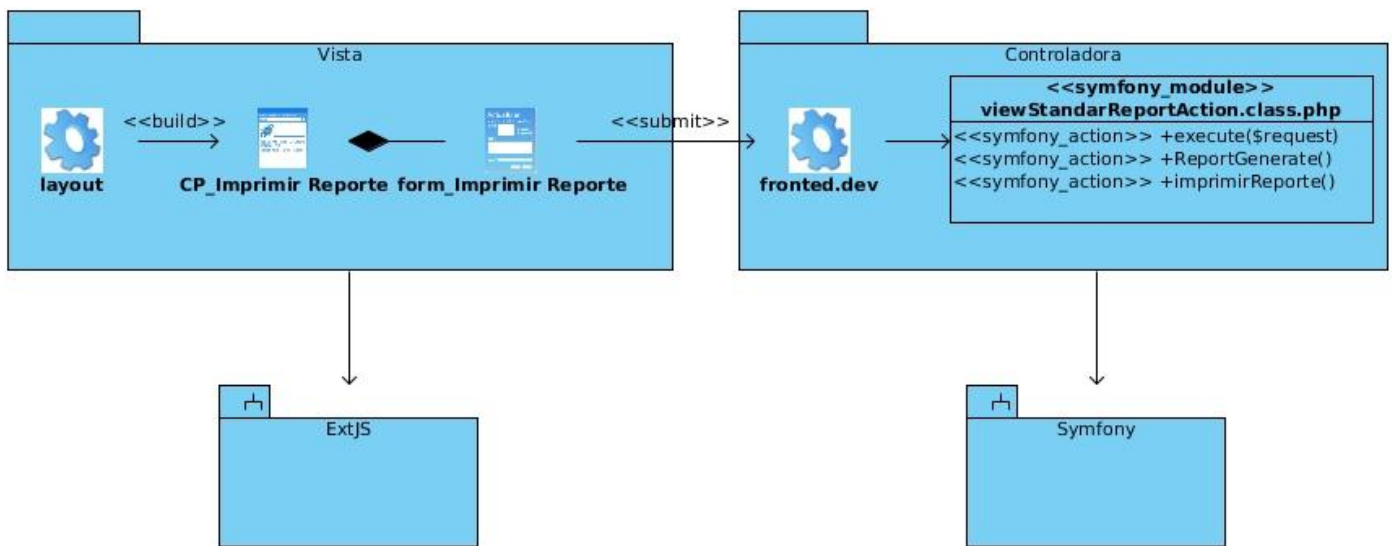 Vista
<<build>>
layout
CP_Imprimir Reporte
form_Imprimir Reporte
<<submit>>
Controladora
fronted.dev
<<symfony_module>>
viewStandarReportAction.class.php
<<symfony_action>> +execute($request)
<<symfony_action>> +ReportGenerate()
<<symfony_action>> +imprimirReporte()
ExtJS
Symfony